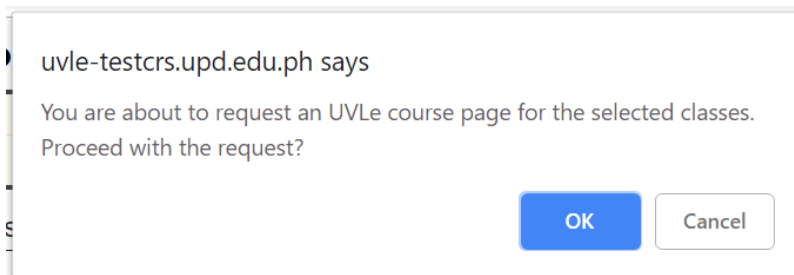 uvle-testcrs.upd.edu.ph says
You are about to request an UVLe course page for the selected classes.
Proceed with the request?
OK Cancel